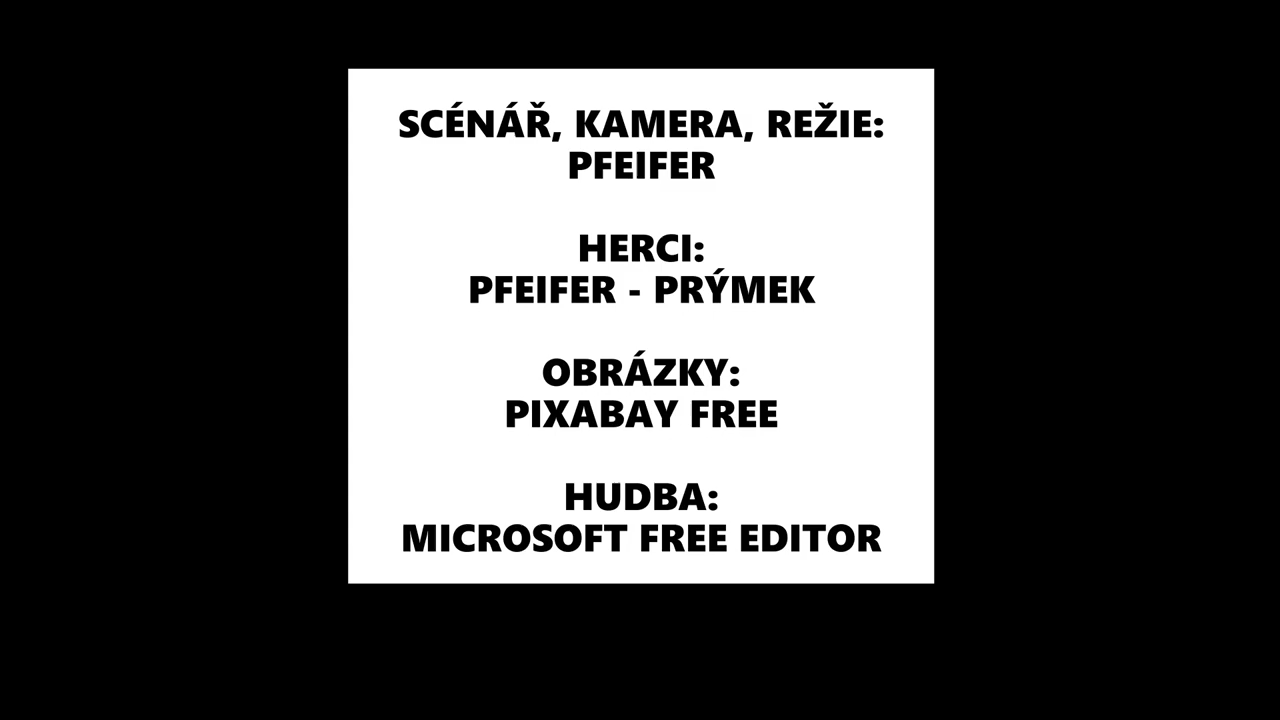 SCÉNÁŘ, KAMERA, REŽIE:
PFEIFER
HERCI:
PFEIFER - PRÝMEK
OBRÁZKY:
PIXABAY FREE
HUDBA:
MICROSOFT FREE EDITOR